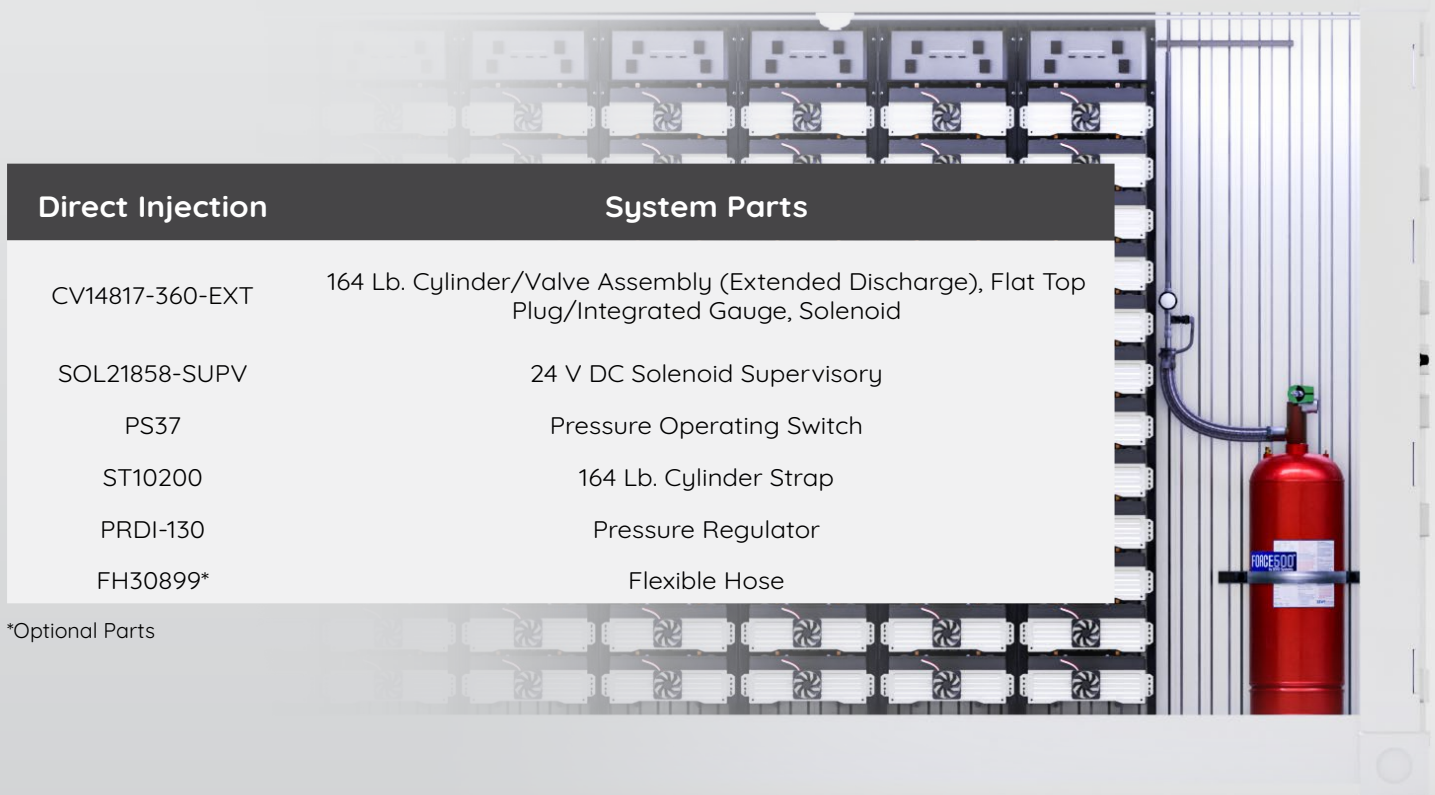 Direct Injection System Parts
CV14817-360-EXT 164 Lb. Cylinder/Valve Assembly (Extended Discharge), Flat Top
Plug/Integrated Gauge, Solenoid
SOL21858-SUPV 24 V DC Solenoid Supervisory
PS37 Pressure Operating Switch
ST10200 164 Lb. Cylinder Strap
PRDI-130 Pressure Regulator
FH30899* Flexible Hose
*Optional Parts
FORCE500